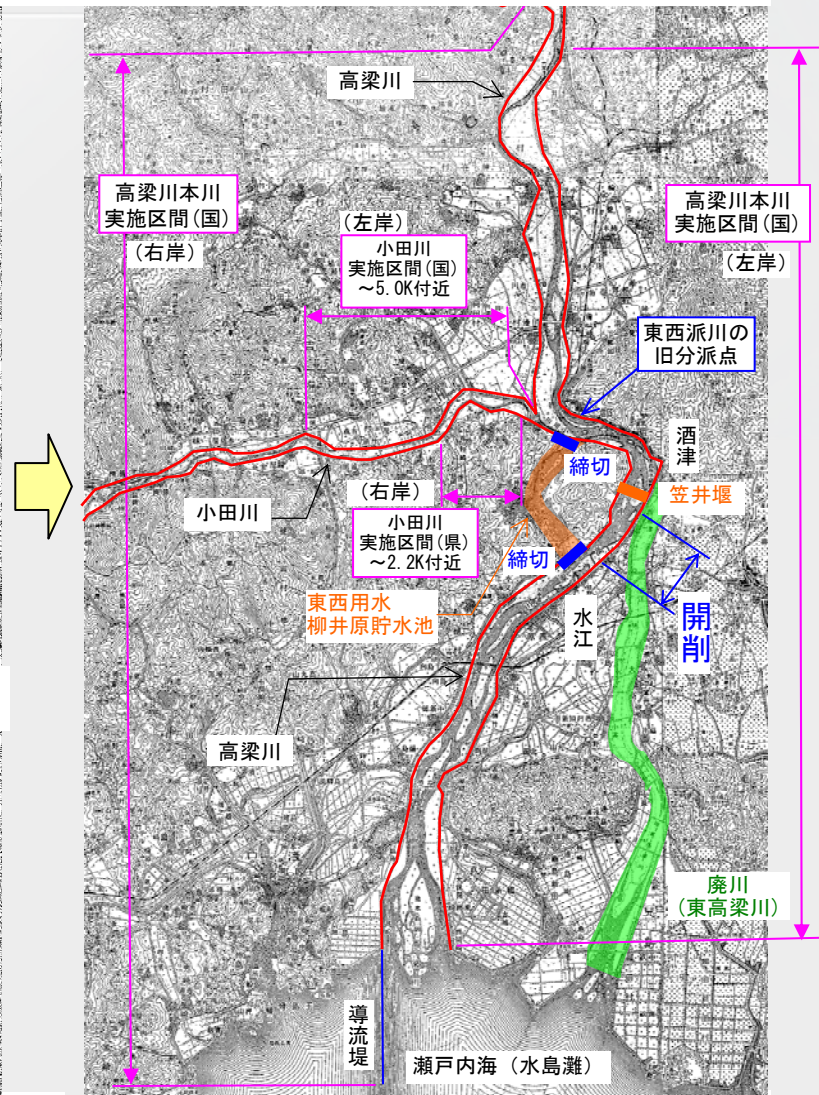 高梁川
高梁川本川
実施区間(国)
(右岸)
(左岸)
小田川
実施区間(国)
～5.0K付近
高梁川本川
実施区間(国)
(左岸)
東西派川の
旧分派点
酒津
締切
笠井堰
小田川
(右岸)
小田川
実施区間(県)
～2.2K付近
締切
東西用水
柳井原貯水池
水江
開削
高梁川
廃川
(東高梁川)
導流堤
瀬戸内海（水島灘）